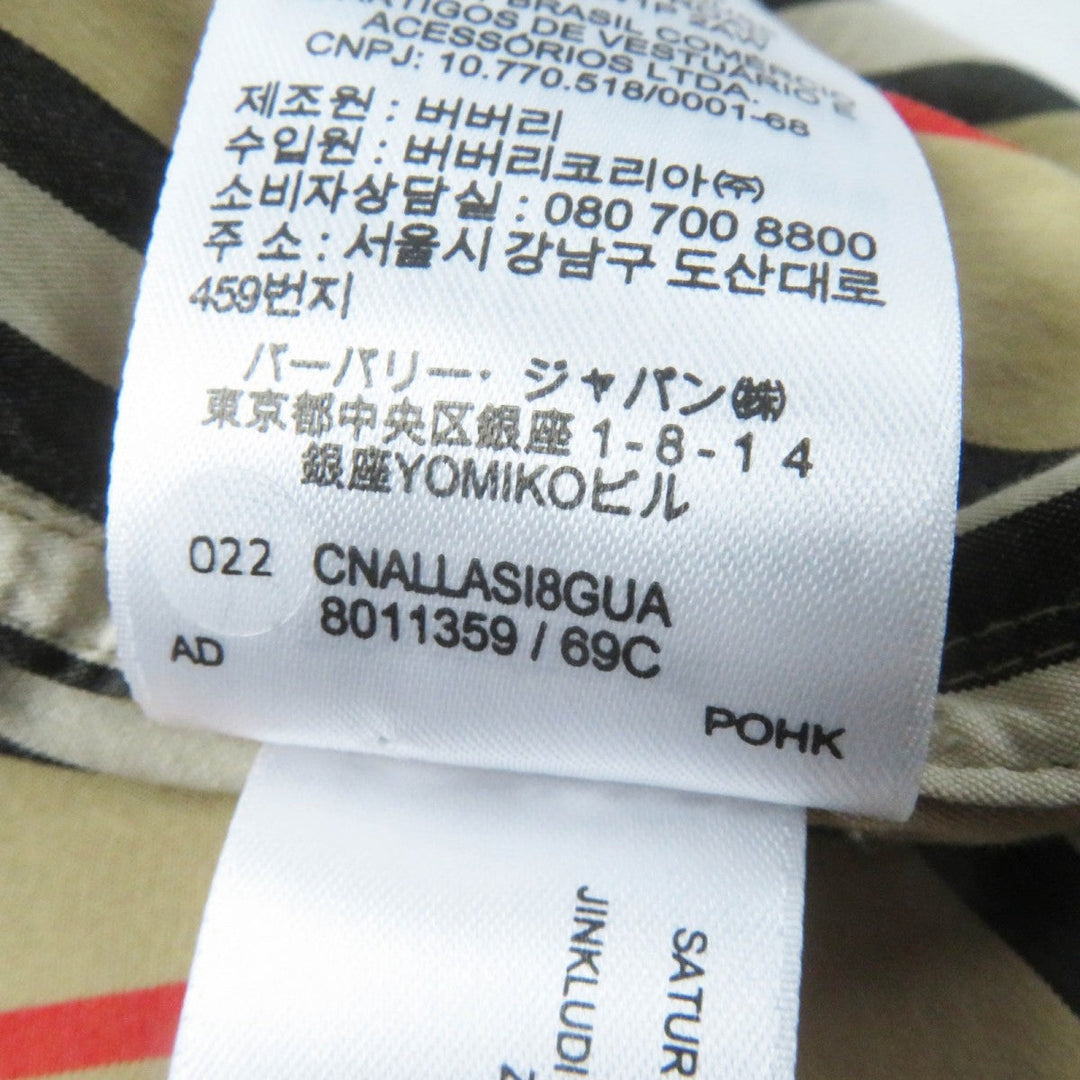 BRASIL COMÉRCIO
ARTIGOS DE VESTUÁRIO E
ACESSÓRIOS LTDA.
CNPJ: 10.770.518/0001-68
제조원 : 버버리
수입원 : 버버리코리아㈜
소비자상담실 : 080 700 8800
주 소 : 서울시 강남구 도산대로
459번지
バーバリー・ジャパン㈱
東京都中央区銀座 1 - 8 - 1 4
銀座YOMIKOビル
022 CNALLASI8GUA
8011359 / 69C
AD
POHK
SATUR
JINKLUDI